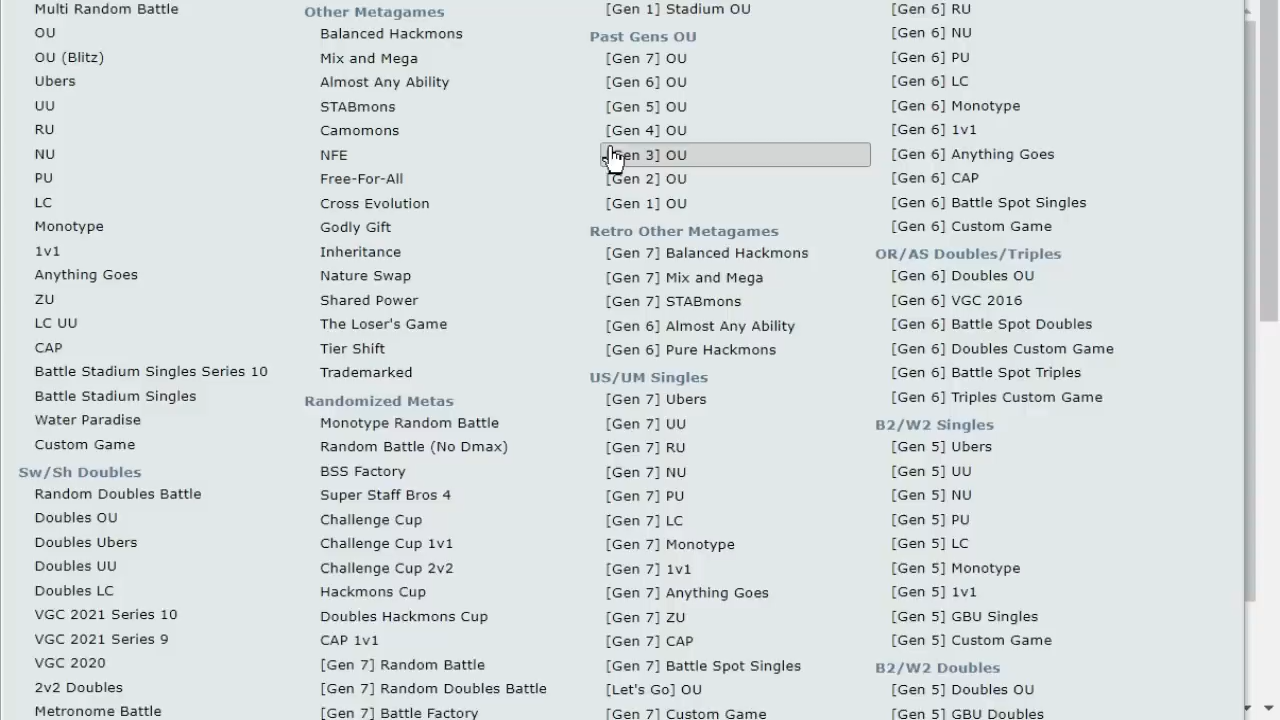 Multi Random Battle
OU
OU (Blitz)
Ubers
UU
RU
NU
PU
LC
Monotype
1v1
Anything Goes
ZU
LC UU
CAP
Battle Stadium Singles Series 10
Battle Stadium Singles
Water Paradise
Custom Game
Sw/Sh Doubles
Random Doubles Battle
Doubles OU
Doubles Ubers
Doubles UU
Doubles LC
VGC 2021 Series 10
VGC 2021 Series 9
VGC 2020
2v2 Doubles
Metronome Battle
Other Metagames
Balanced Hackmons
Mix and Mega
Almost Any Ability
STABmons
Camomons
NFE
Free-For-All
Cross Evolution
Godly Gift
Inheritance
Nature Swap
Shared Power
The Loser's Game
Tier Shift
Trademarked
Randomized Metas
Monotype Random Battle
Random Battle (No Dmax)
BSS Factory
Super Staff Bros 4
Challenge Cup
Challenge Cup 1v1
Challenge Cup 2v2
Hackmons Cup
Doubles Hackmons Cup
CAP 1v1
[Gen 7] Random Battle
[Gen 7] Random Doubles Battle
[Gen 7] Battle Factory
[Gen 1] Stadium OU
Past Gens OU
[Gen 7] OU
[Gen 6] OU
[Gen 5] OU
[Gen 4] OU
[Gen 3] OU
[Gen 2] OU
[Gen 1] OU
Retro Other Metagames
[Gen 7] Balanced Hackmons
[Gen 7] Mix and Mega
[Gen 7] STABmons
[Gen 6] Almost Any Ability
[Gen 6] Pure Hackmons
US/UM Singles
[Gen 7] Ubers
[Gen 7] UU
[Gen 7] RU
[Gen 7] NU
[Gen 7] PU
[Gen 7] LC
[Gen 7] Monotype
[Gen 7] 1v1
[Gen 7] Anything Goes
[Gen 7] ZU
[Gen 7] CAP
[Gen 7] Battle Spot Singles
[Let's Go] OU
[Gen 7] Custom Game
[Gen 6] RU
[Gen 6] NU
[Gen 6] PU
[Gen 6] LC
[Gen 6] Monotype
[Gen 6] 1v1
[Gen 6] Anything Goes
[Gen 6] CAP
[Gen 6] Battle Spot Singles
[Gen 6] Custom Game
OR/AS Doubles/Triples
[Gen 6] Doubles OU
[Gen 6] VGC 2016
[Gen 6] Battle Spot Doubles
[Gen 6] Doubles Custom Game
[Gen 6] Battle Spot Triples
[Gen 6] Triples Custom Game
B2/W2 Singles
[Gen 5] Ubers
[Gen 5] UU
[Gen 5] NU
[Gen 5] PU
[Gen 5] LC
[Gen 5] Monotype
[Gen 5] 1v1
[Gen 5] GBU Singles
[Gen 5] Custom Game
B2/W2 Doubles
[Gen 5] Doubles OU
[Gen 5] GBU Doubles